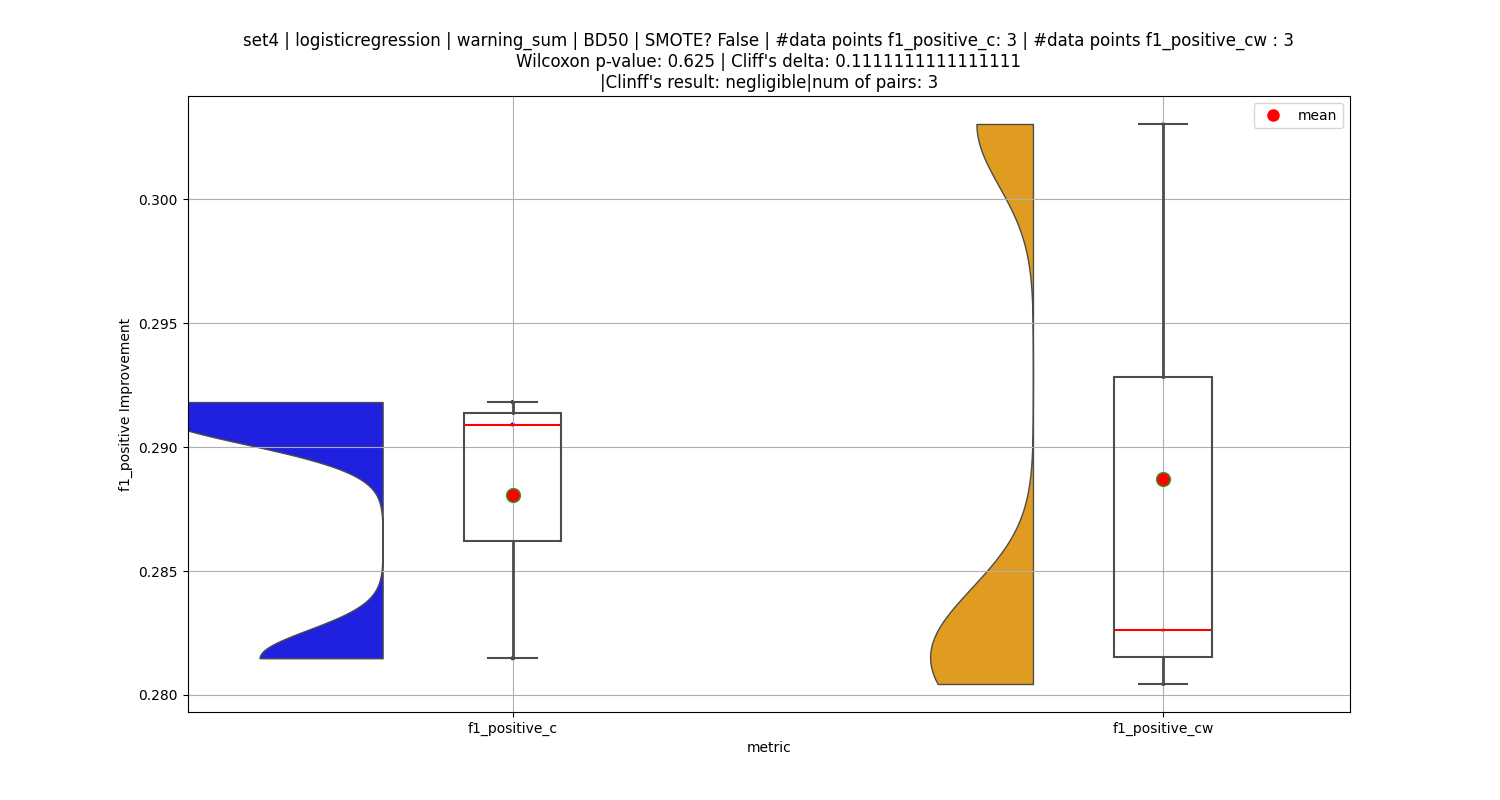 set4 | logisticregression | warning_sum | BD50 | SMOTE? False | #data points f1_positive_c: 3 | #data points f1_positive_cw : 3
Wilcoxon p-value: 0.625 | Cliff's delta: 0.1111111111111111
|Clinff's result: negligible|num of pairs: 3
mean
0.300
0.295
0.290
0.285
0.280
f1_positive Improvement
f1_positive_c
f1_positive_cw
metric